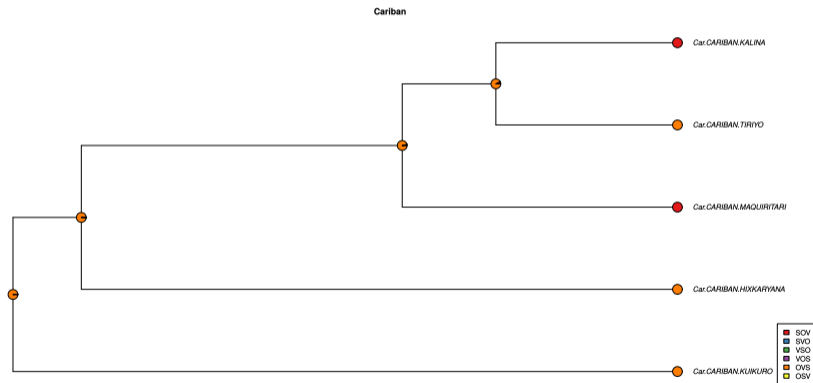 Cariban
Car.CARIBAN.KALINA
Car.CARIBAN.TIRIYO
Car.CARIBAN.MAQUIRITARI
Car.CARIBAN.HIXKARYANA
Car.CARIBAN.KUIKURO
SOV
SVO
VSO
VOS
OVS
OSV